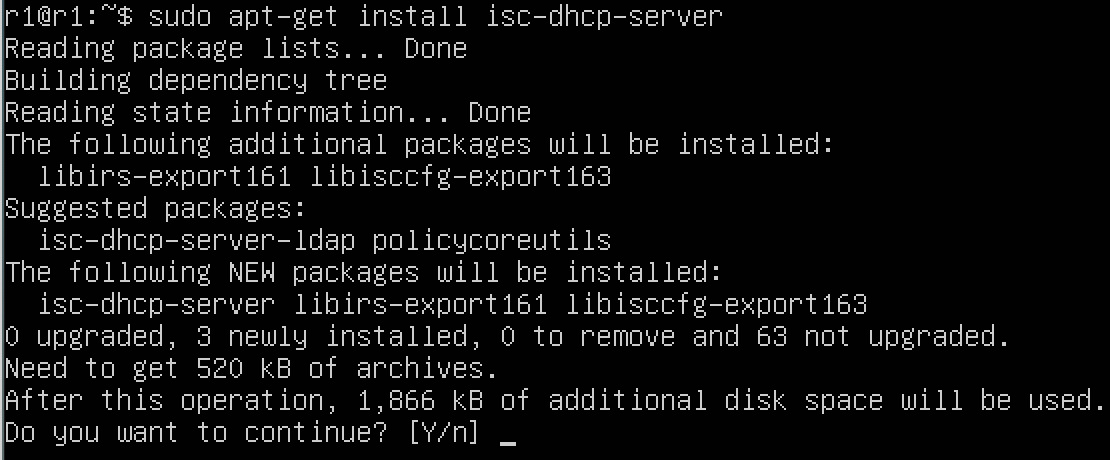 r1@r1:~$ sudo apt-get install isc-dhcp-server
Reading package lists... Done
Building dependency tree
Reading state information... Done
The following additional packages will be installed:
  libirs-export161 libisccfg-export163
Suggested packages:
  isc-dhcp-server-ldap policycoreutils
The following NEW packages will be installed:
  isc-dhcp-server libirs-export161 libisccfg-export163
0 upgraded, 3 newly installed, 0 to remove and 63 not upgraded.
Need to get 520 kB of archives.
After this operation, 1,866 kB of additional disk space will be used.
Do you want to continue? [Y/n] _